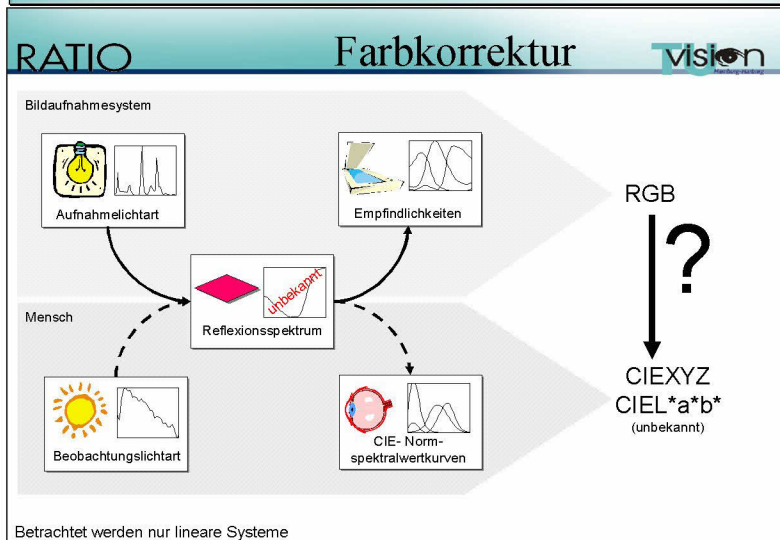 RATIO
Farbkorrektur
TU vision
Bildaufnahmesystem
Aufnahmelichtart
Empfindlichkeiten
RGB
?
unbekannt
Reflexionsspektrum
Mensch
Beobachtungslichtart
CIE- Norm-
spektralwertkurven
CIEXYZ
CIEL*a*b*
(unbekannt)
Betrachtet werden nur lineare Systeme